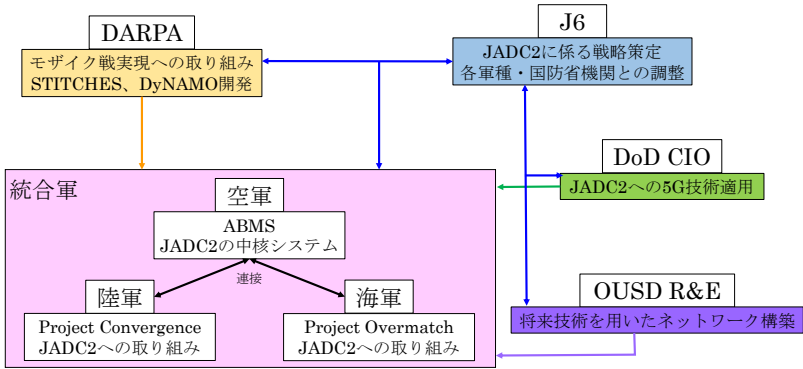 DARPA
モザイク戦実現への取り組み
STITCHES、DyNAMO開発
J6
JADC2に係る戦略策定
各軍種・国防省機関との調整
DoD CIO
JADC2への5G技術適用
統合軍
空軍
ABMS
JADC2の中核システム
連接
陸軍
Project Convergence
JADC2への取り組み
海軍
Project Overmatch
JADC2への取り組み
OUSD R&E
将来技術を用いたネットワーク構築